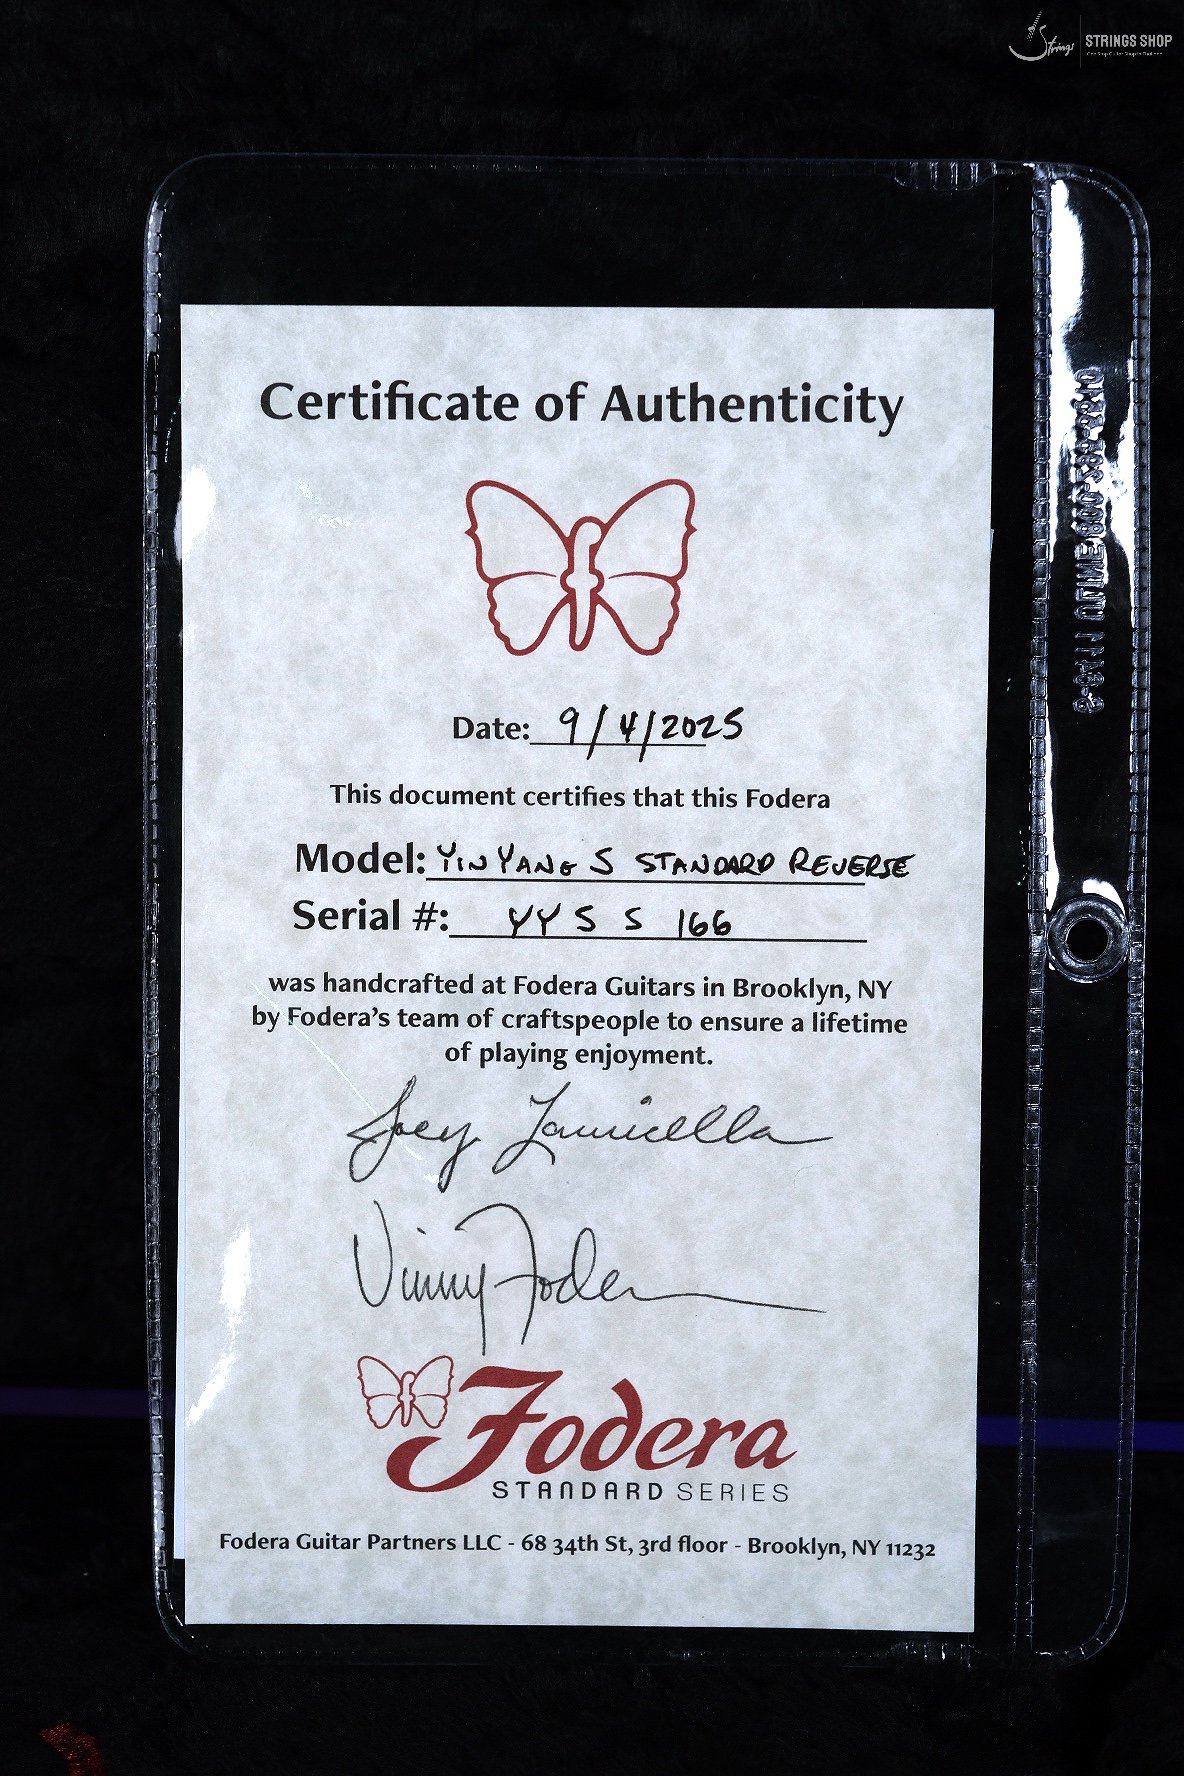 Strings STRINGS SHOP
Certificate of Authenticity
Date: 9/4/2025
This document certifies that this Fodera
Model: YIN YANG S STANDARD REVERSE
Serial #: YY S S 166
was handcrafted at Fodera Guitars in Brooklyn, NY
by Fodera's team of craftspeople to ensure a lifetime
of playing enjoyment.
Joey Lauricella
Vinny Fodera
Fodera
STANDARD SERIES
Fodera Guitar Partners LLC - 68 34th St, 3rd floor - Brooklyn, NY 11232